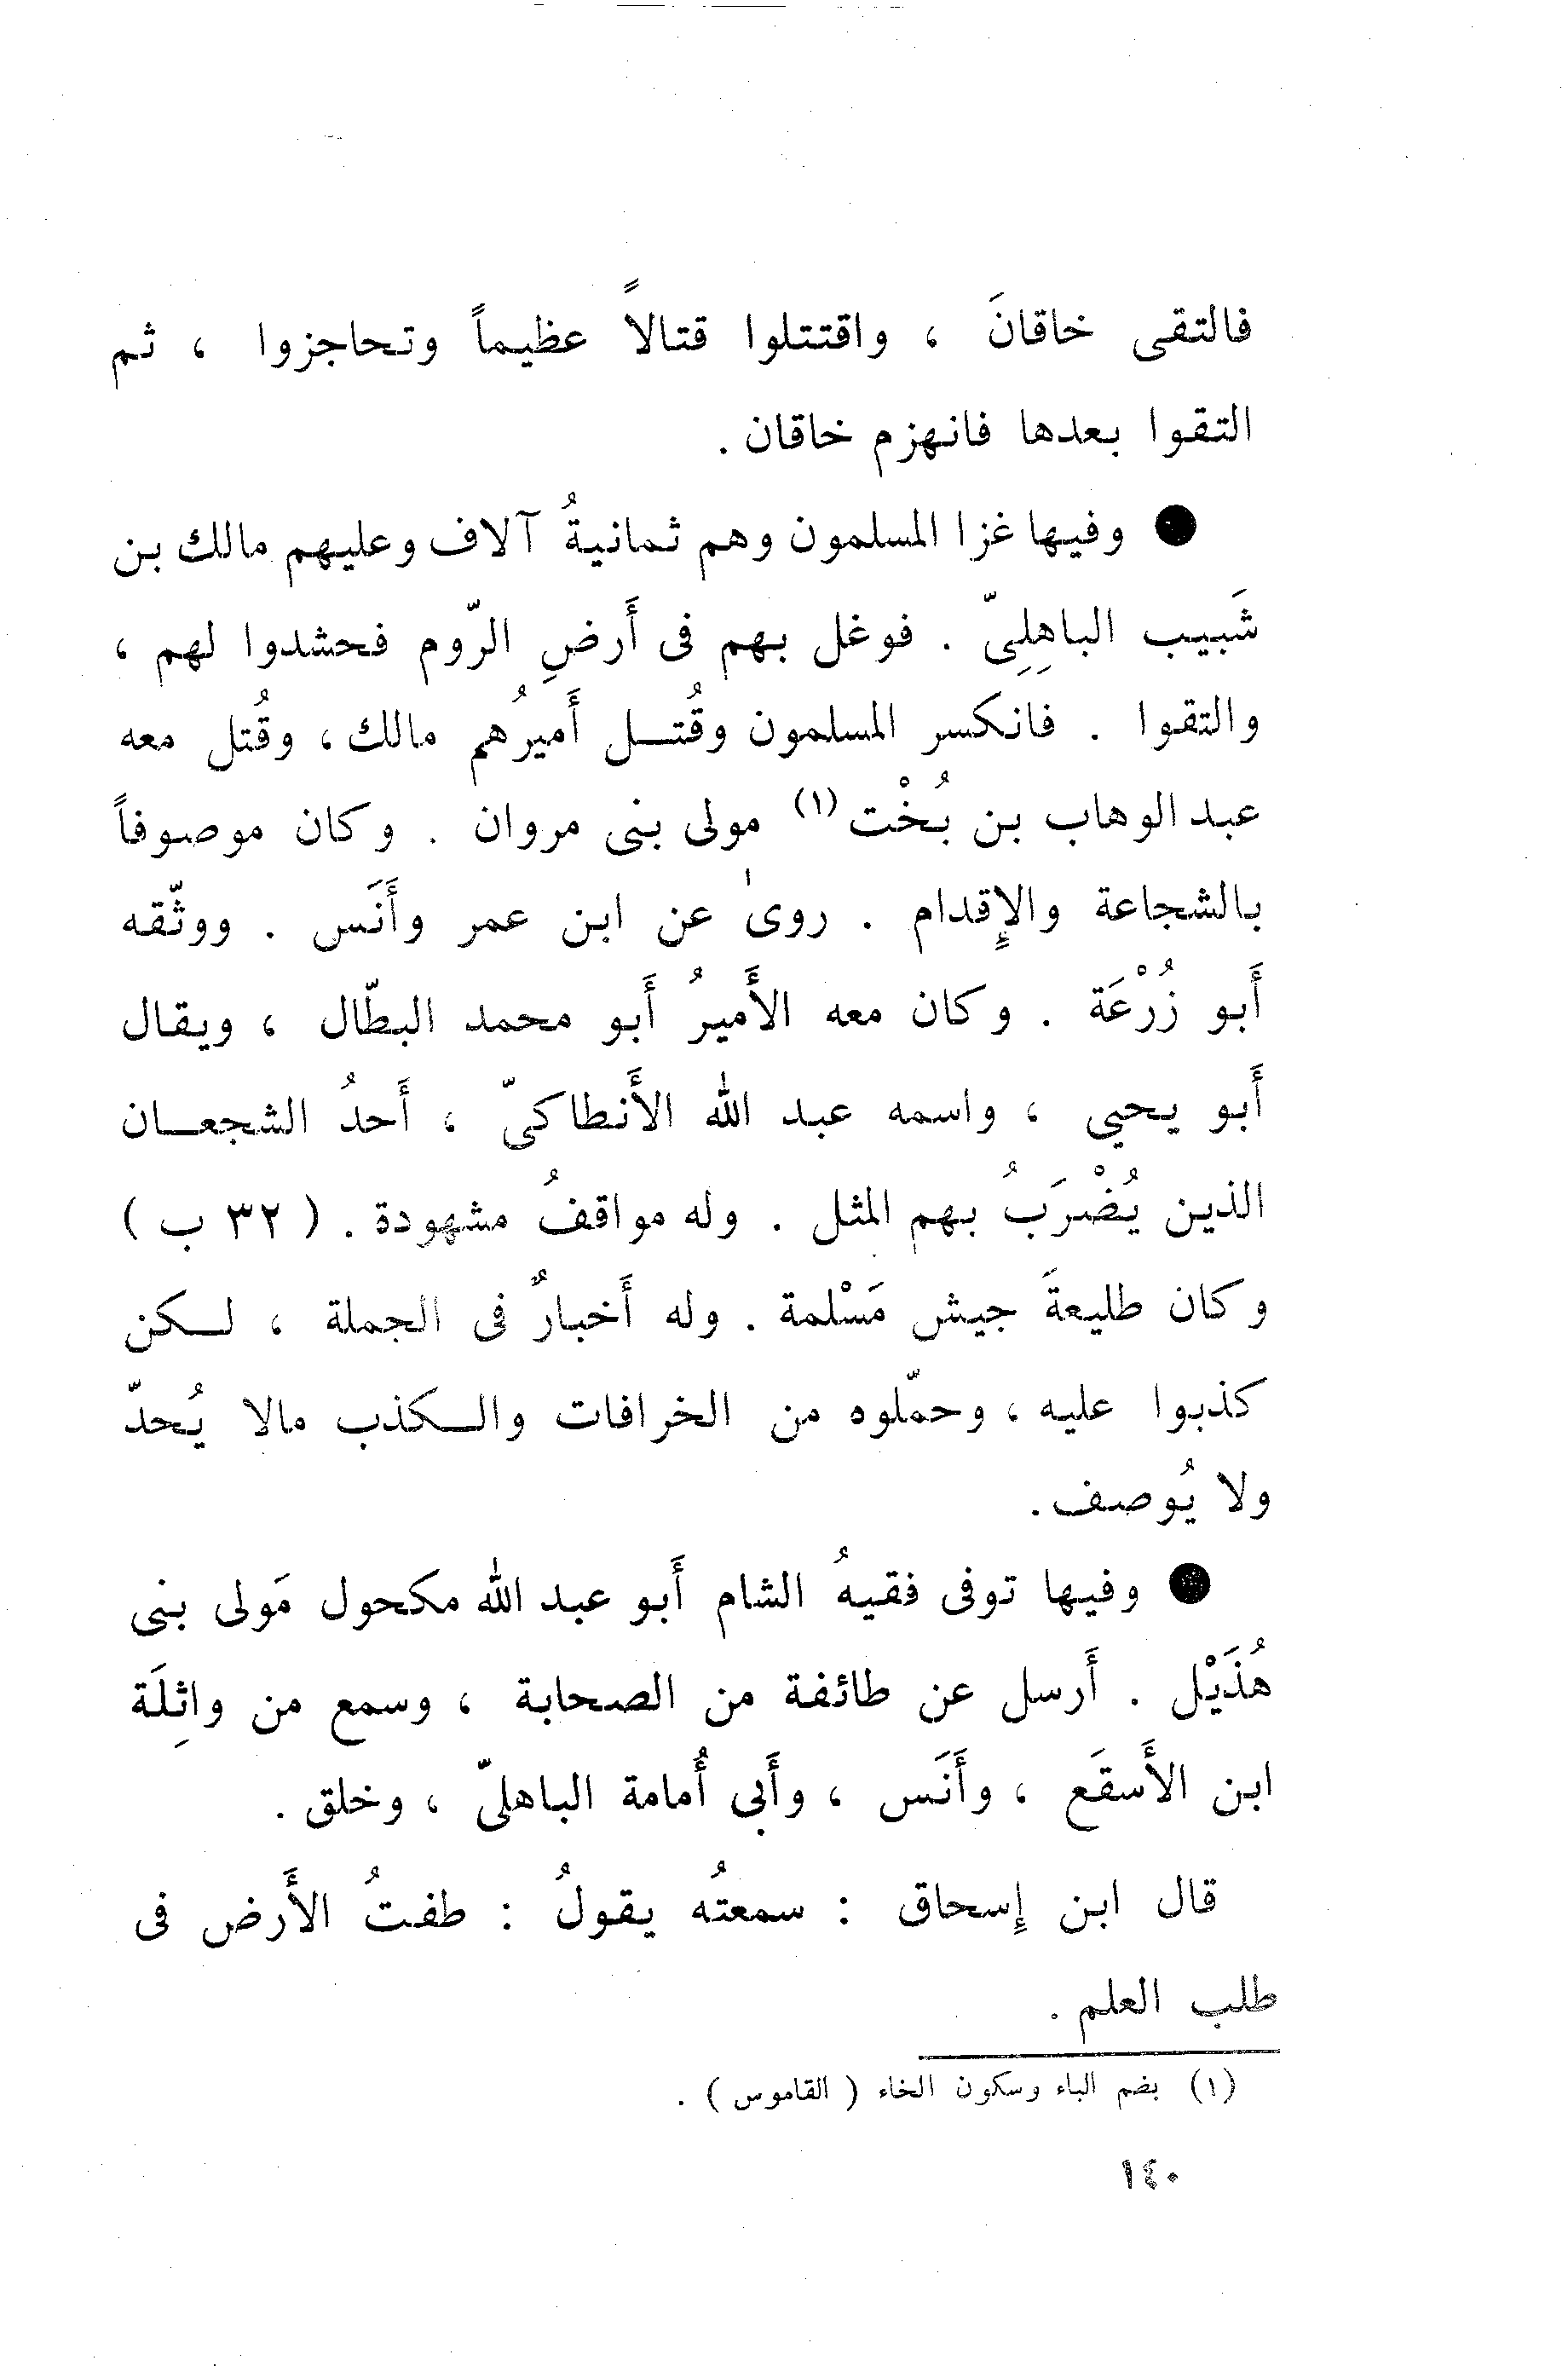 فالتقى خاقانَ ، واقتتلوا قتالاً عظيماً وتحاجزوا ، ثم
التقوا بعدها فانهزم خاقان .
● وفيها غزا المسلمون وهم ثمانيةُ آلاف وعليهم مالك بن
شَبيب الباهِلِىّ . فوغل بهم فى أَرضِ الرّوم فحشدوا لهم ،
والتقوا . فانكسر المسلمون وقُتــل أَميرُهم مالك ، وقُتل معه
عبد الوهاب بن بُخْت (١) مولى بنى مروان . وكان موصوفاً
بالشجاعة والإِقدام . روىٰ عن ابن عمر وأَنَس . ووثّقه
أَبو زُرْعَة . وكان معه الأَميرُ أَبو محمد البطّال ، ويقال
أَبو يحيى ، واسمه عبد الله الأَنطاكىّ ، أَحدُ الشجعــان
الذين يُضْرَبُ بهم المثل . وله مواقفُ مشهودة . ( ٣٢ ب )
وكان طليعةَ جيش مَسْلمة . وله أَخبارٌ فى الجملة ، لــكن
كذبوا عليه ، وحمّلوه من الخرافات والــكذب مالا يُحدّ
ولا يُوصف .
● وفيها توفى فقيهُ الشام أَبو عبد الله مكحول مَولى بنى
هُذَيْل . أَرسل عن طائفة من الصحابة ، وسمع من واثِلَة
ابن الأَسقَع ، وأَنَس ، وأَبى أُمامة الباهلىّ ، وخلق .
قال ابن إسحاق : سمعتُه يقولُ : طفتُ الأَرض فى
طلب العلم .
(١) بضم الباء وسكون الخاء ( القاموس ) .
١٤٠